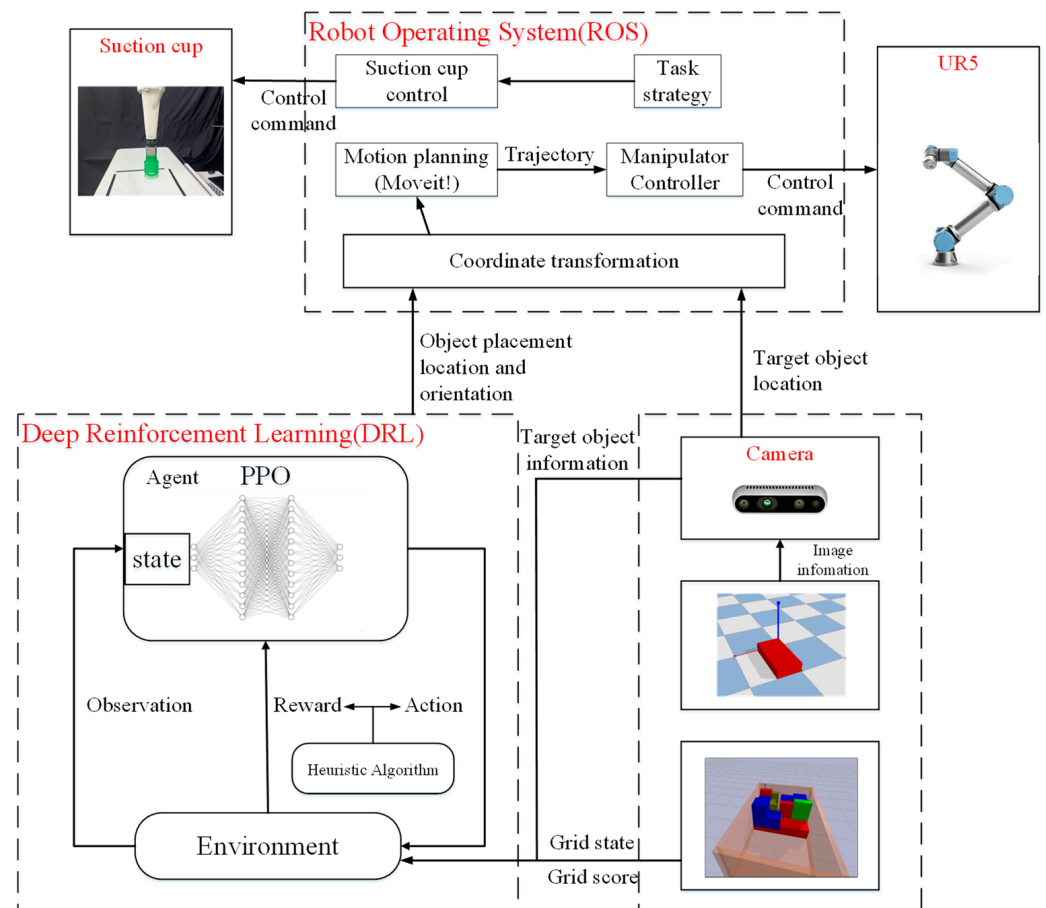 Robot Operating System(ROS)
Suction cup
Suction cup
control
Task
strategy
UR5
Control
command
Motion planning
(Moveit!)
Trajectory
Manipulator
Controller
Control
command
Coordinate transformation
Object placement
location and
orientation
Target object
location
Deep Reinforcement Learning(DRL)
Target object
information
Camera
Agent
PPO
state
Image
infomation
Observation
Reward
Action
Heuristic Algorithm
Environment
Grid state
Grid score